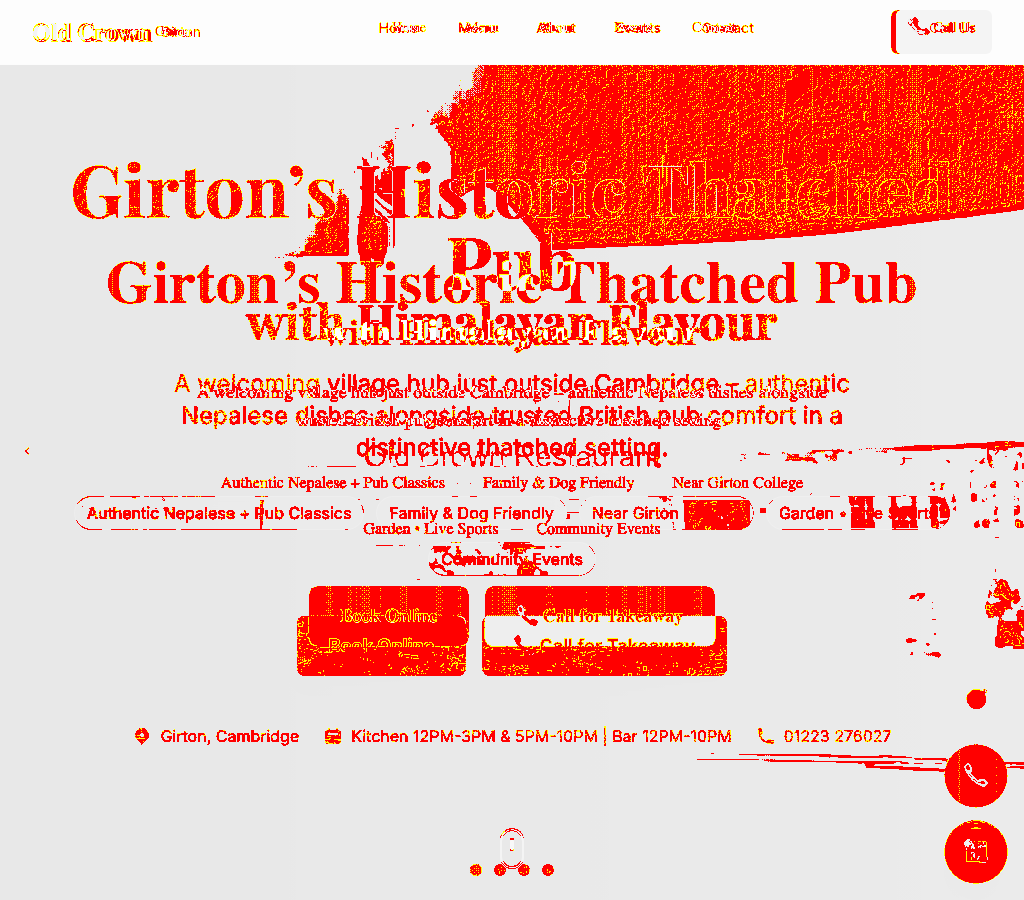 Old Crown Girton
Home Menu About Events Contact Call Us
Girton's Historic Thatched
Pub
Girton's Historic Thatched Pub
with Himalayan Flavour
with Himalayan Flavour
A welcoming village hub just outside Cambridge – authentic
A welcoming village hub just outside Cambridge – authentic Nepalese dishes alongside
Nepalese dishes alongside trusted British pub comfort in a
distinctive thatched setting.
Old Crown Restaurant
Authentic Nepalese + Pub Classics Family & Dog Friendly Near Girton College
Authentic Nepalese + Pub Classics Family & Dog Friendly Near Girton Garden • Live Sports
Garden • Live Sports Community Events
Community Events
Book Online Call for Takeaway
Book Online Call for Takeaway
Girton, Cambridge Kitchen 12PM-3PM & 5PM-10PM | Bar 12PM-10PM 01223 276027